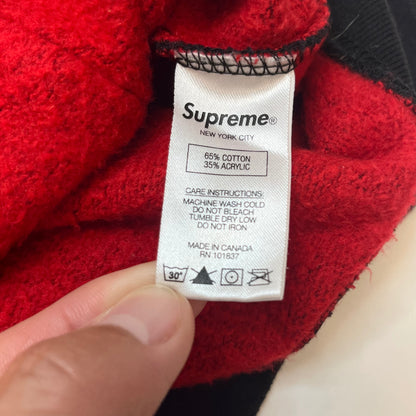 Supreme®
NEW YORK CITY
65% COTTON
35% ACRYLIC
CARE INSTRUCTIONS:
MACHINE WASH COLD
DO NOT BLEACH
TUMBLE DRY LOW
DO NOT IRON
MADE IN CANADA
RN 101837
30°